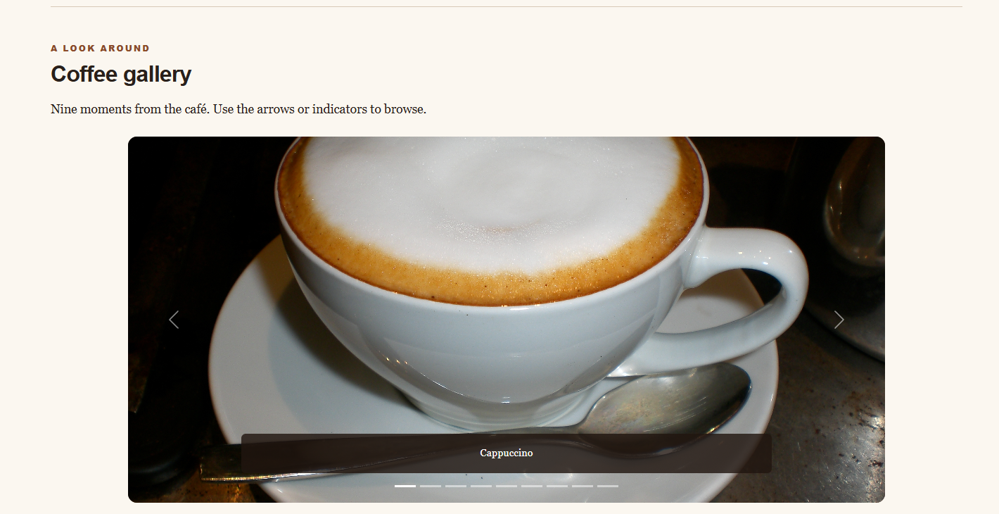 A LOOK AROUND
Coffee gallery
Nine moments from the café. Use the arrows or indicators to browse.
Cappuccino